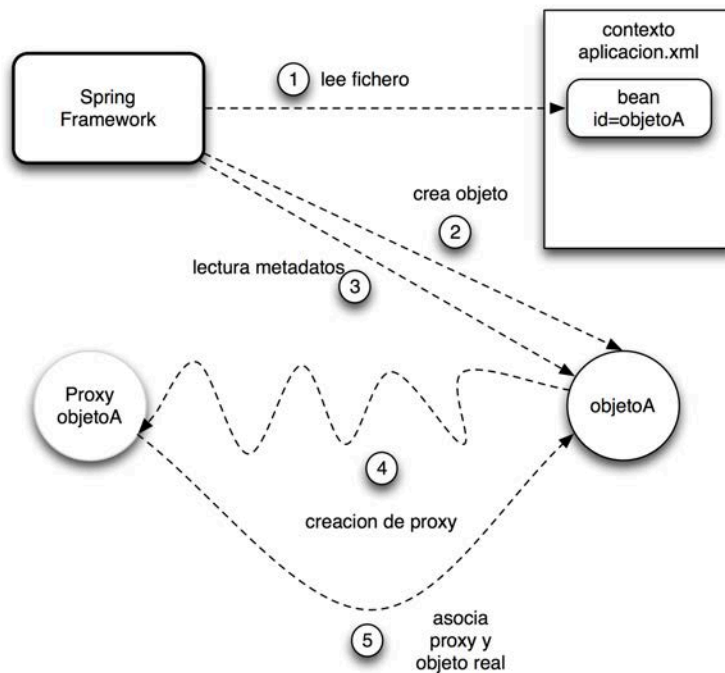 contexto
aplicacion.xml
Spring
Framework
1 lee fichero
bean
id=objetoA
crea objeto
2
lectura metadatos
3
Proxy
objetoA
objetoA
4
creacion de proxy
5
asocia
proxy y
objeto real